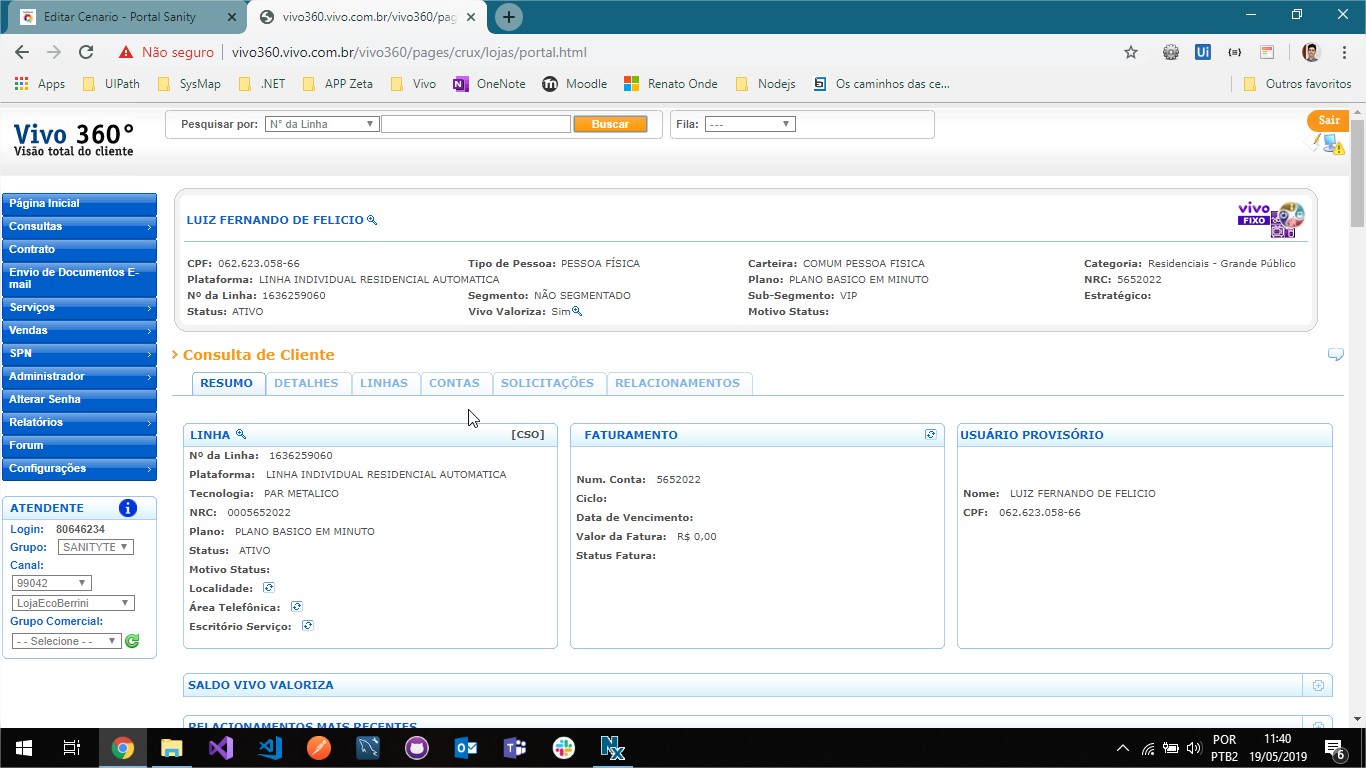 Editar Cenario - Portal Sanity
vivo360.vivo.com.br/vivo360/pag
Não seguro vivo360.vivo.com.br/vivo360/pages/crux/lojas/portal.html
Apps UIPath SysMap .NET APP Zeta Vivo OneNote Moodle Renato Onde Nodejs Os caminhos das ce... Outros favoritos
Vivo 360°
Visão total do cliente
Pesquisar por: N° da Linha Buscar Fila: --- Sair
Página Inicial
Consultas
Contrato
Envio de Documentos E-
mail
Serviços
Vendas
SPN
Administrador
Alterar Senha
Relatórios
Forum
Configurações
ATENDENTE
Login: 80646234
Grupo: SANITYTE
Canal:
99042
LojaEcoBerrini
Grupo Comercial:
- - Selecione - -
LUIZ FERNANDO DE FELICIO
vivo
FIXO
CPF: 062.623.058-66 Tipo de Pessoa: PESSOA FÍSICA Carteira: COMUM PESSOA FISICA Categoria: Residenciais - Grande Público
Plataforma: LINHA INDIVIDUAL RESIDENCIAL AUTOMATICA Plano: PLANO BASICO EM MINUTO NRC: 5652022
Nº da Linha: 1636259060 Segmento: NÃO SEGMENTADO Sub-Segmento: VIP Estratégico:
Status: ATIVO Vivo Valoriza: Sim Motivo Status:
Consulta de Cliente
RESUMO DETALHES LINHAS CONTAS SOLICITAÇÕES RELACIONAMENTOS
LINHA [CSO]
Nº da Linha: 1636259060
Plataforma: LINHA INDIVIDUAL RESIDENCIAL AUTOMATICA
Tecnologia: PAR METALICO
NRC: 0005652022
Plano: PLANO BASICO EM MINUTO
Status: ATIVO
Motivo Status:
Localidade:
Área Telefônica:
Escritório Serviço:
FATURAMENTO
Num. Conta: 5652022
Ciclo:
Data de Vencimento:
Valor da Fatura: R$ 0,00
Status Fatura:
USUÁRIO PROVISÓRIO
Nome: LUIZ FERNANDO DE FELICIO
CPF: 062.623.058-66
SALDO VIVO VALORIZA
RELACIONAMENTOS MAIS RECENTES
POR
PTB2
11:40
19/05/2019
6